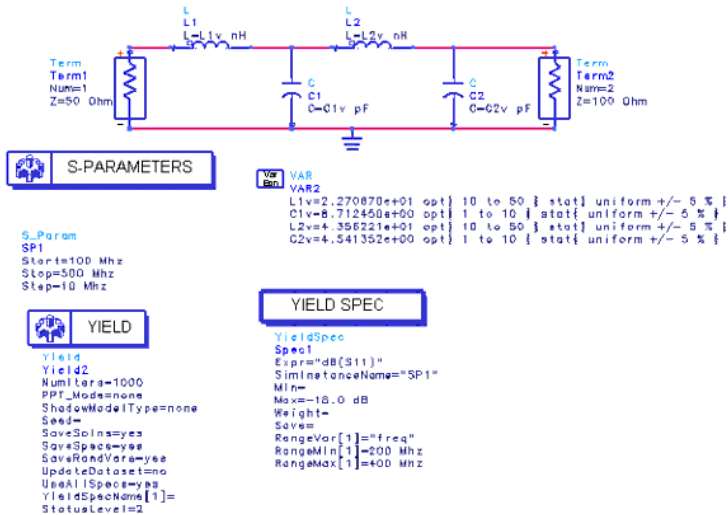 L
L1
L=L1v nH
L
L2
L=L2v nH
Term
Term1
Num=1
Z=50 Ohm
C
C1
C=C1v pF
C
C2
C=C2v pF
Term
Term2
Num=2
Z=100 Ohm
S-PARAMETERS
S_Param
SP1
Start=100 Mhz
Stop=500 Mhz
Step=10 Mhz
Var
Eqn
VAR
VAR2
L1v=2.270870e+01 opt{ 10 to 50 } stat{ uniform +/- 5 % }
C1v=8.712450e+00 opt{ 1 to 10 } stat{ uniform +/- 5 % }
L2v=4.356221e+01 opt{ 10 to 50 } stat{ uniform +/- 5 % }
C2v=4.541352e+00 opt{ 1 to 10 } stat{ uniform +/- 5 % }
YIELD
Yield
Yield2
NumIters=1000
PPT_Mode=none
ShadowModelType=none
Seed=
SaveSolns=yes
SaveSpecs=yes
SaveRandVars=yes
UpdateDataset=no
UseAllSpecs=yes
YieldSpecName[1]=
StatusLevel=2
YIELD SPEC
YieldSpec
Spec1
Expr="dB(S11)"
SimInstanceName="SP1"
Min=
Max=-18.0 dB
Weight=
Save=
RangeVar[1]="freq"
RangeMin[1]=200 Mhz
RangeMax[1]=400 Mhz